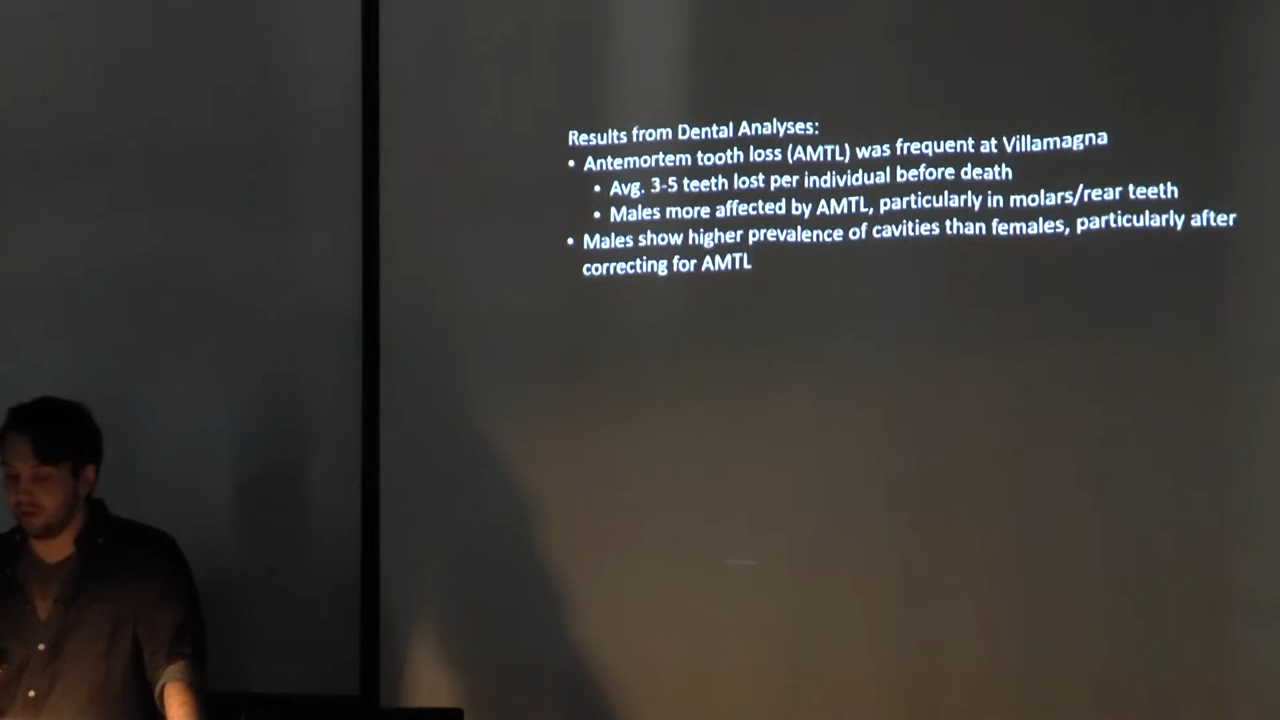 Results from Dental Analyses:
• Antemortem tooth loss (AMTL) was frequent at Villamagna
• Avg. 3-5 teeth lost per individual before death
• Males more affected by AMTL, particularly in molars/rear teeth
• Males show higher prevalence of cavities than females, particularly after
correcting for AMTL